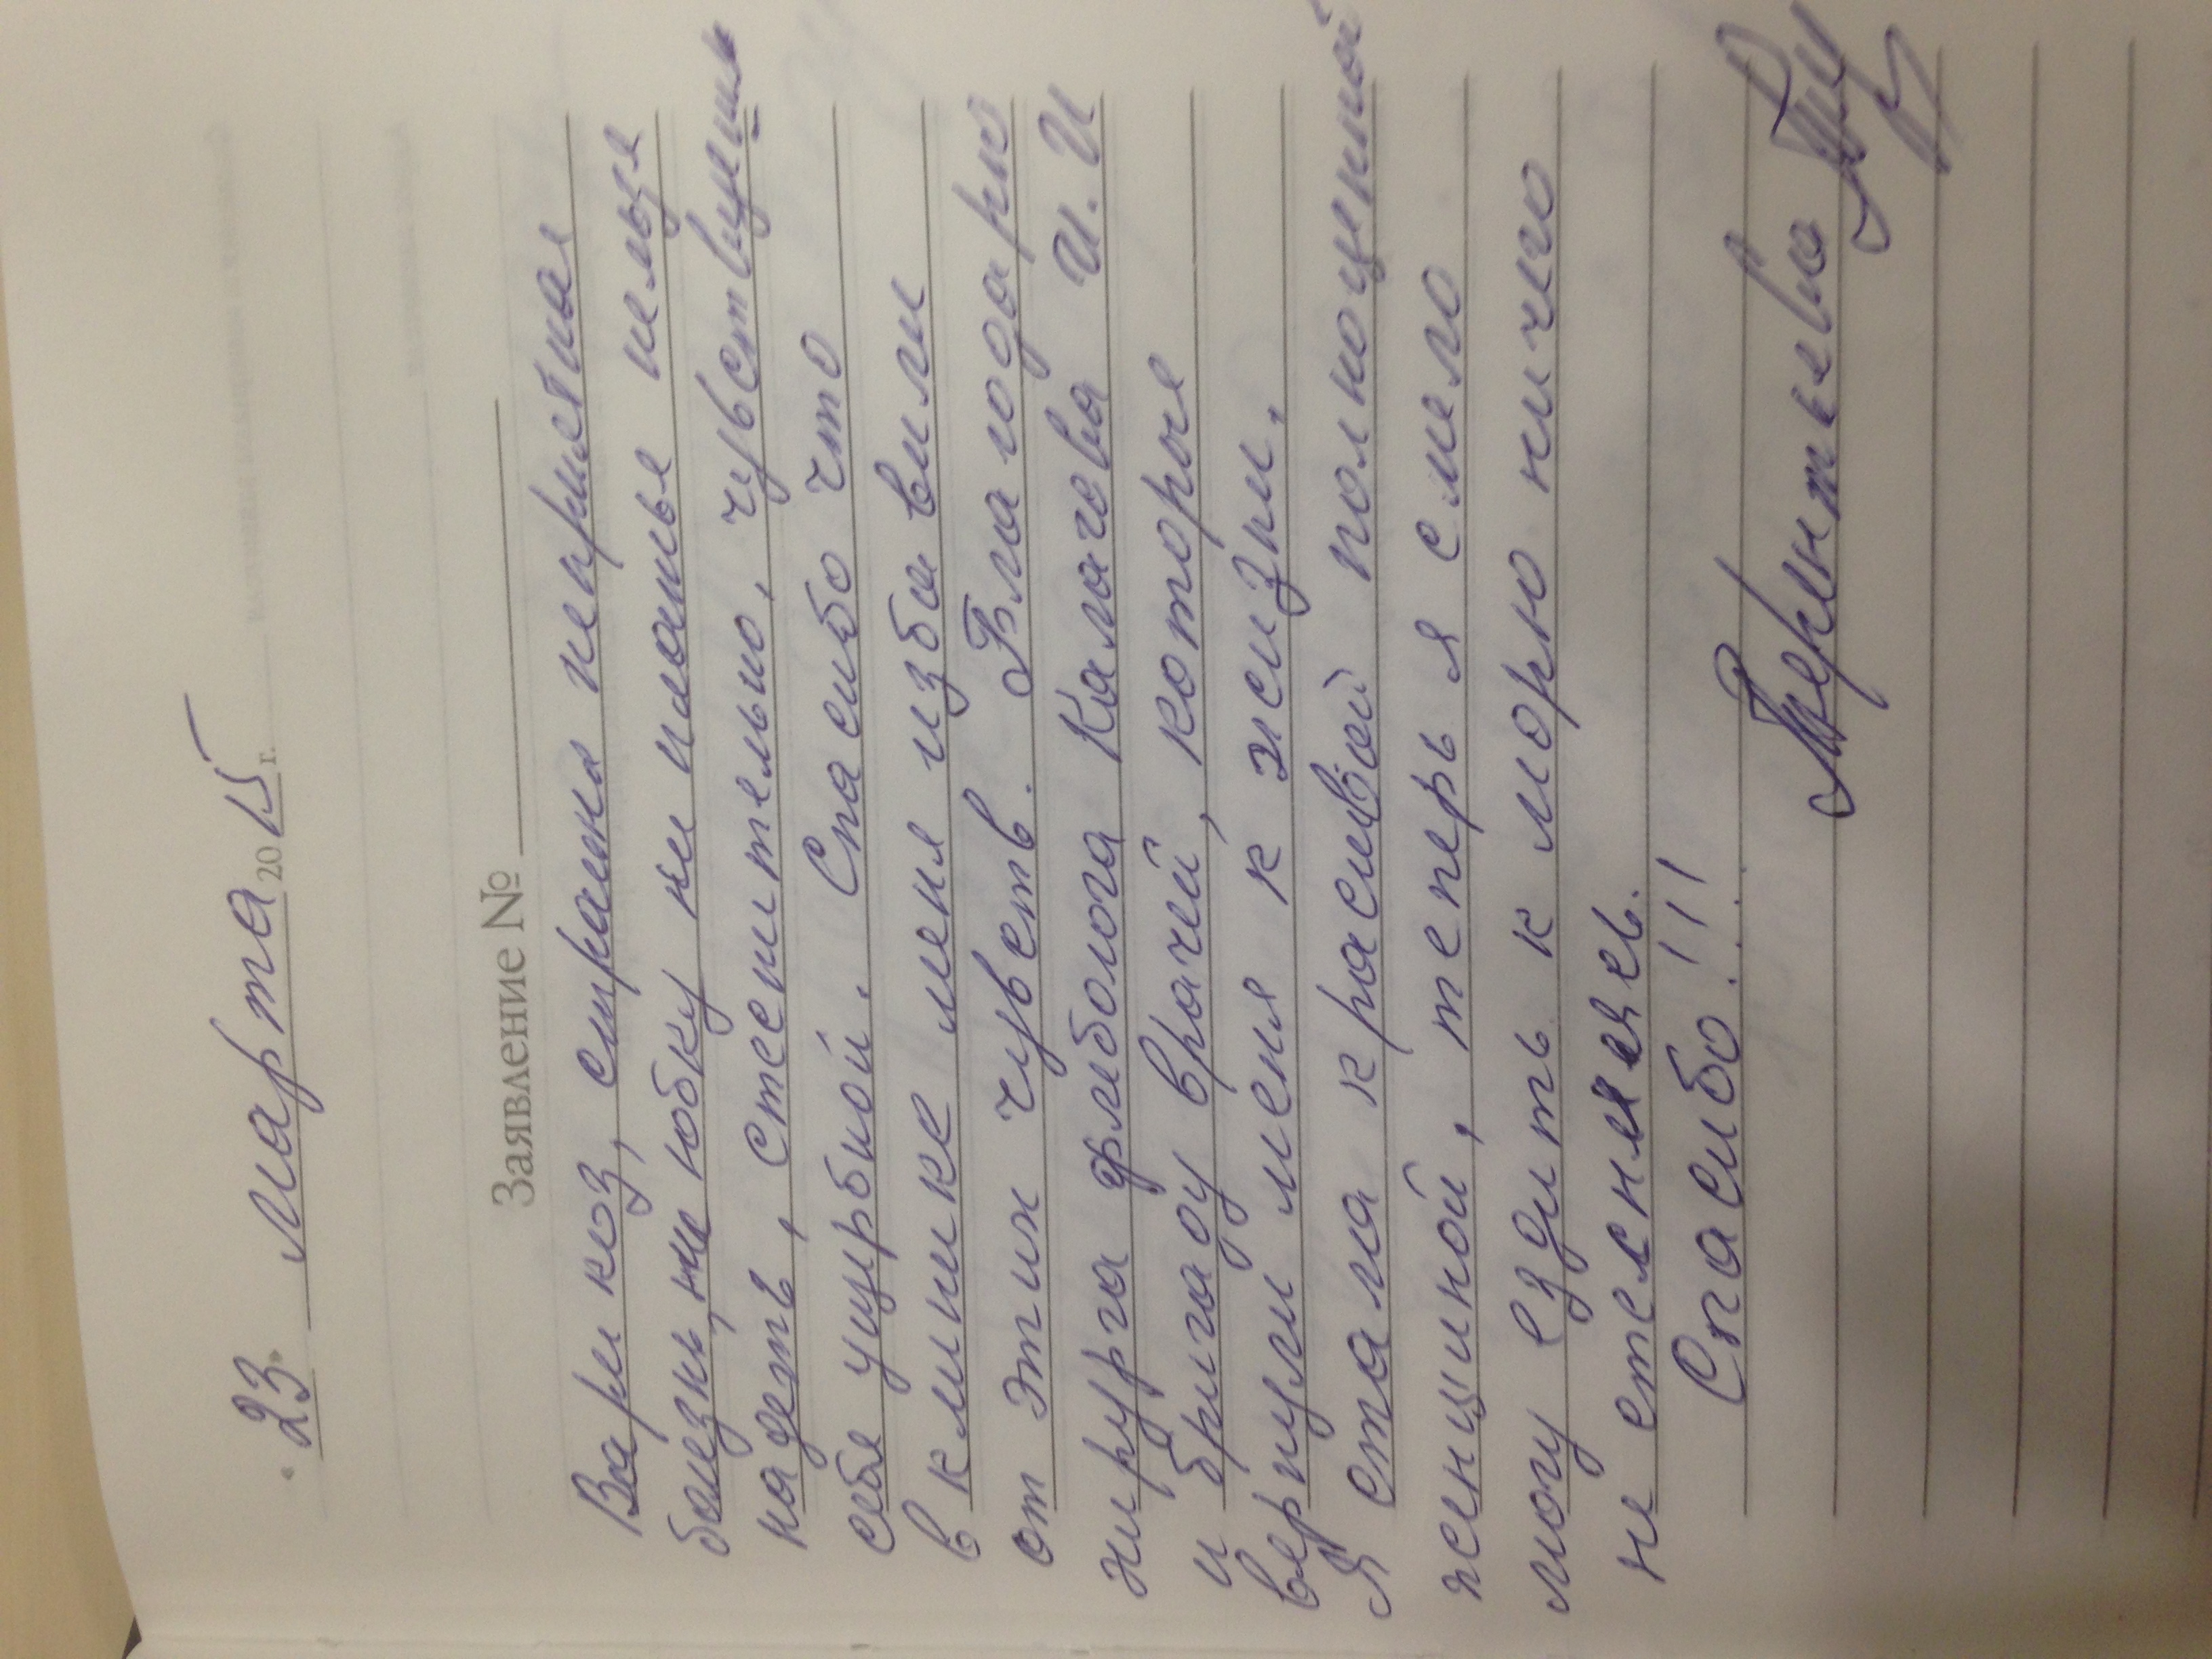 "23" марта 2015 г.
Заявление №
Варикоз, страшно неприятная
болезнь, ни юбку ни платье нельзя
надеть, стеснительно, чувствуешь
себя ущербной. Спасибо что
в клинике меня избавили
от этих чувств. Благодарю
хирурга флеболога Калачева И.И
и бригаду врачей, которые
вернули меня к жизни.
Я стала красивой полноценной
женщиной, теперь я смело
могу ездить к морю ничего
не стесняясь.
Спасибо!!!
Терентьева